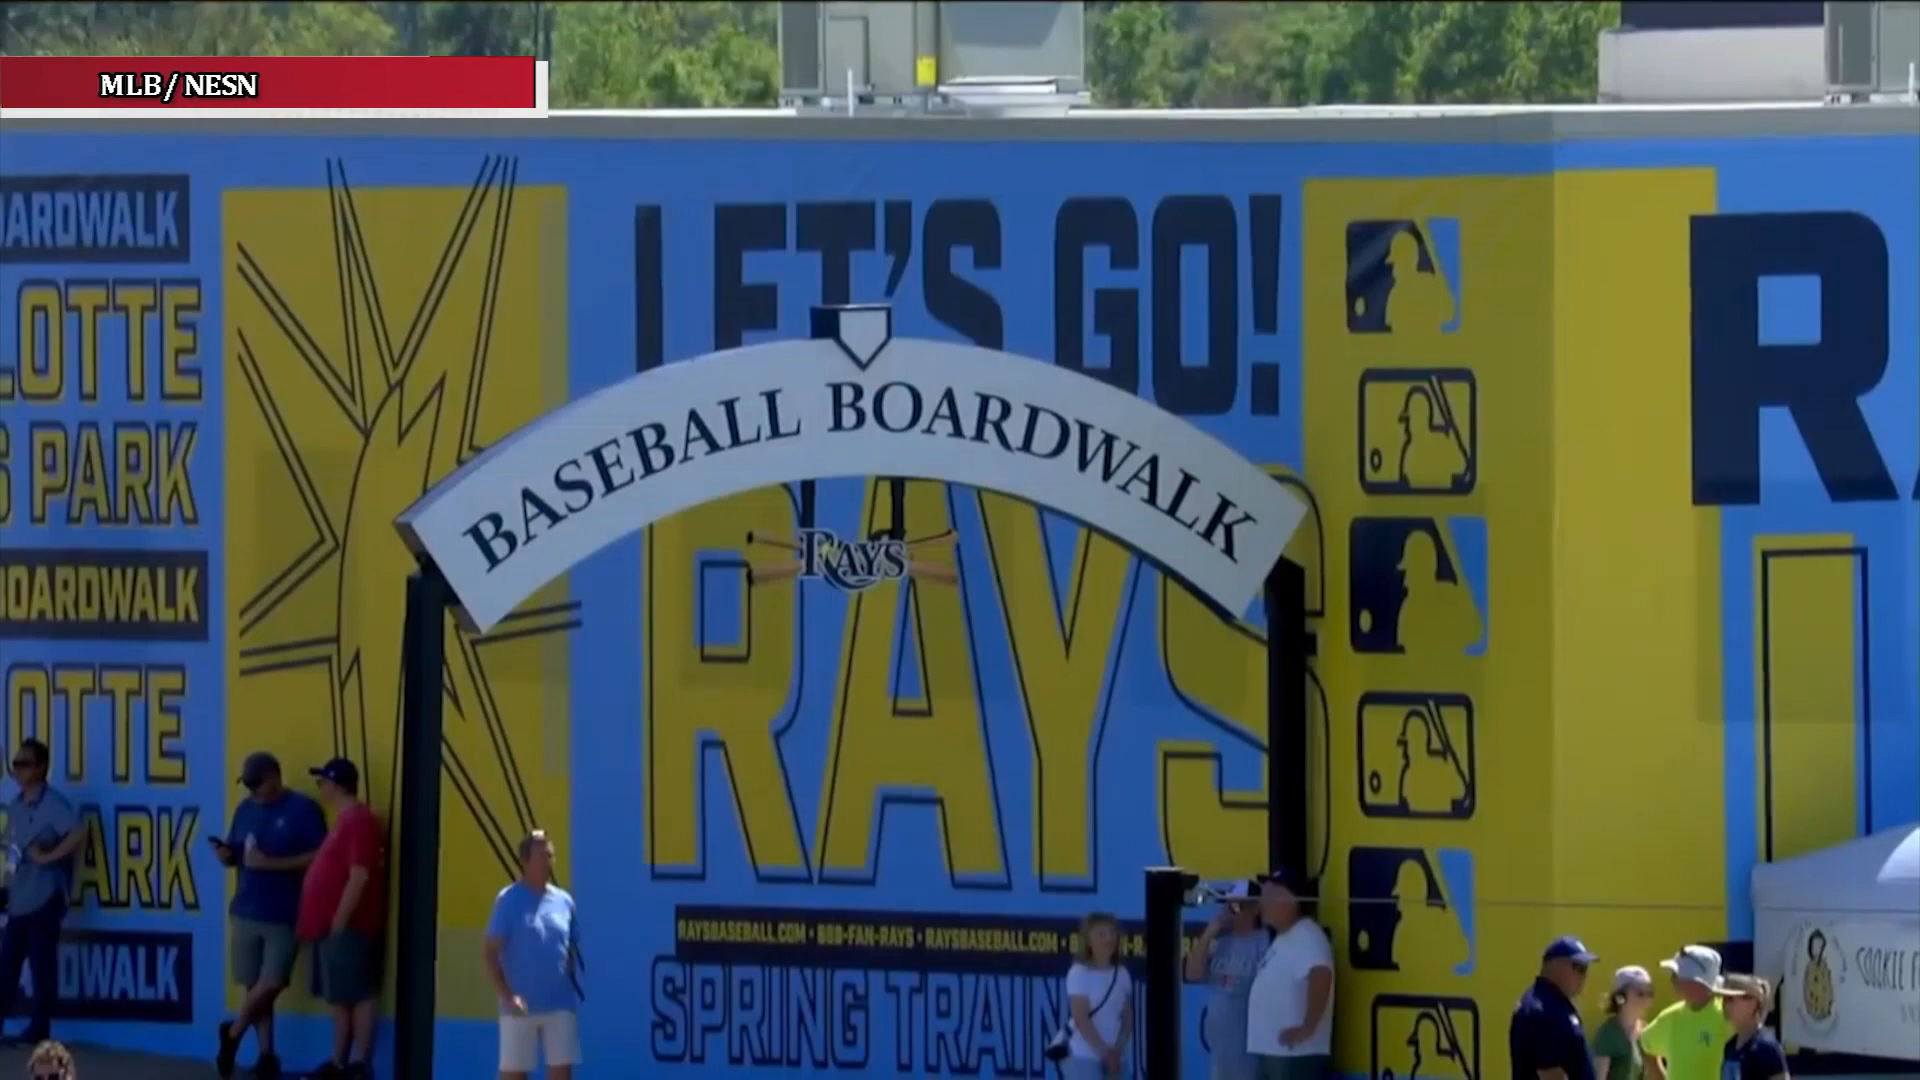 MLB/ NESN
ARDWALK
LOTTE
PARK
OARDWALK
OTTE
ARK
DWALK
LET'S GO!
BASEBALL BOARDWALK
RAYS
RAYS
RAYSBASEBALL.COM • 888-FAN-RAYS • RAYSBASEBALL.COM •
SPRING TRAIN
R
COOKIE